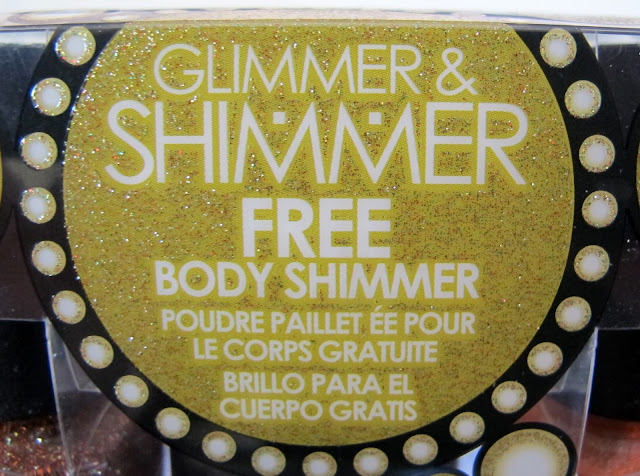 GLIMMER &
SHIMMER
FREE
BODY SHIMMER
POUDRE PAILLET ÉE POUR
LE CORPS GRATUITE
BRILLO PARA EL
CUERPO GRATIS